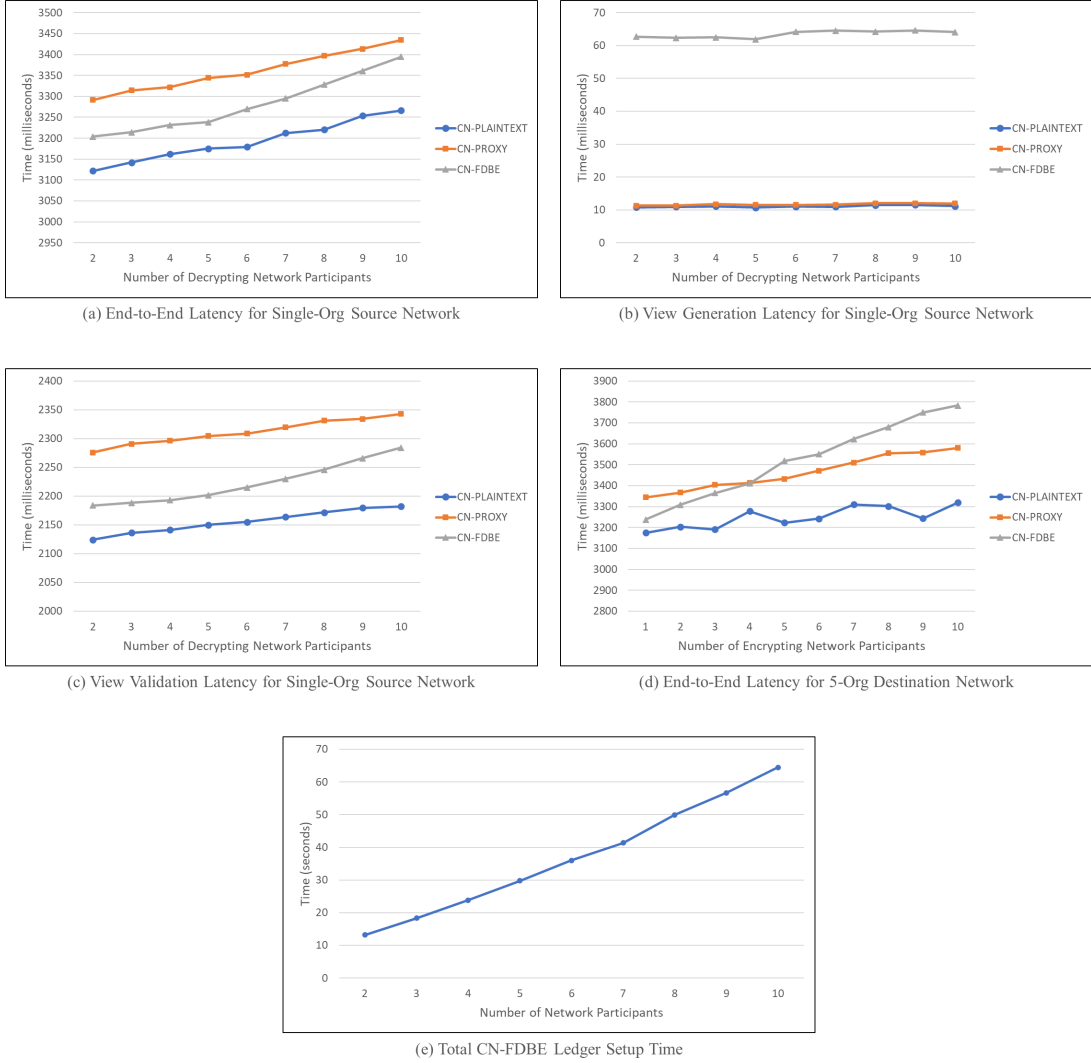 3500
3450
3400
3350
3300
3250
3200
3150
3100
3050
3000
2950
Time (milliseconds)
2 3 4 5 6 7 8 9 10
Number of Decrypting Network Participants
CN-PLAINTEXT
CN-PROXY
CN-FDBE
(a) End-to-End Latency for Single-Org Source Network
70
60
50
40
30
20
10
0
Time (milliseconds)
2 3 4 5 6 7 8 9 10
Number of Decrypting Network Participants
CN-PLAINTEXT
CN-PROXY
CN-FDBE
(b) View Generation Latency for Single-Org Source Network
2400
2350
2300
2250
2200
2150
2100
2050
2000
Time (milliseconds)
2 3 4 5 6 7 8 9 10
Number of Decrypting Network Participants
CN-PLAINTEXT
CN-PROXY
CN-FDBE
(c) View Validation Latency for Single-Org Source Network
3900
3800
3700
3600
3500
3400
3300
3200
3100
3000
2900
2800
Time (milliseconds)
1 2 3 4 5 6 7 8 9 10
Number of Encrypting Network Participants
CN-PLAINTEXT
CN-PROXY
CN-FDBE
(d) End-to-End Latency for 5-Org Destination Network
70
60
50
40
30
20
10
0
Time (seconds)
2 3 4 5 6 7 8 9 10
Number of Network Participants
(e) Total CN-FDBE Ledger Setup Time